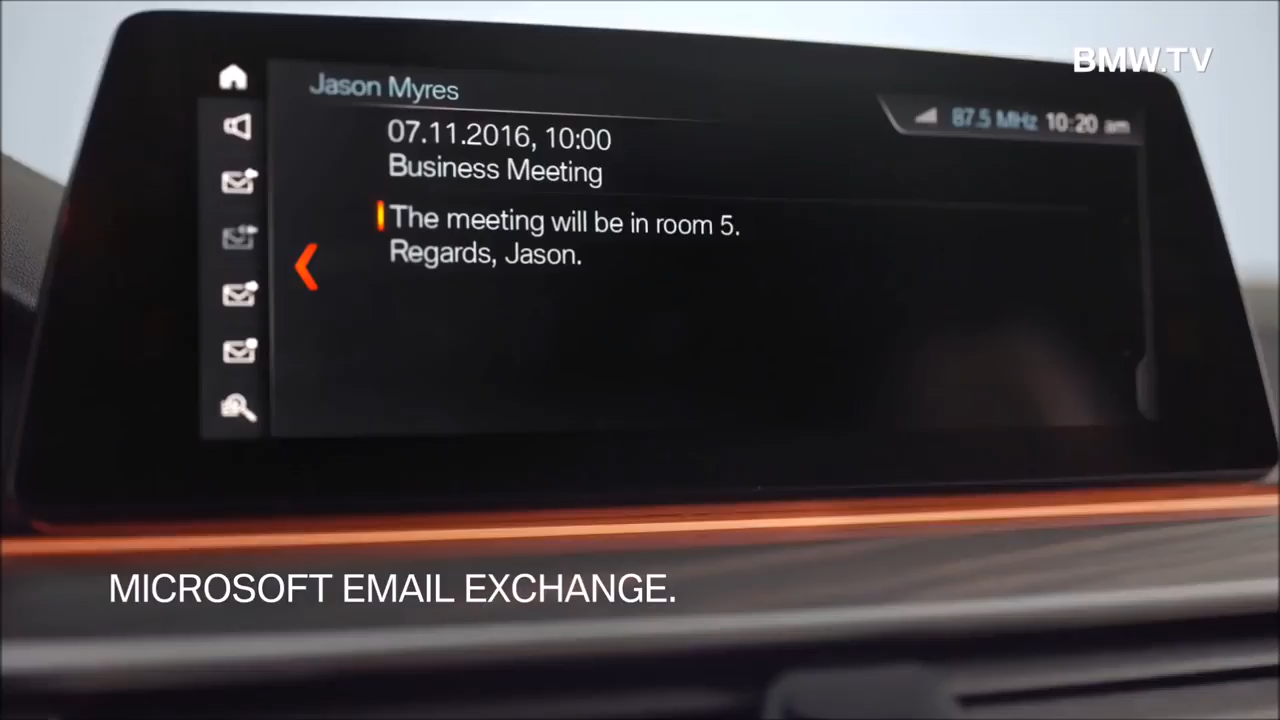 BMW.TV
Jason Myres
87.5 MHz 10:20 am
07.11.2016, 10:00
Business Meeting
The meeting will be in room 5.
Regards, Jason.
MICROSOFT EMAIL EXCHANGE.